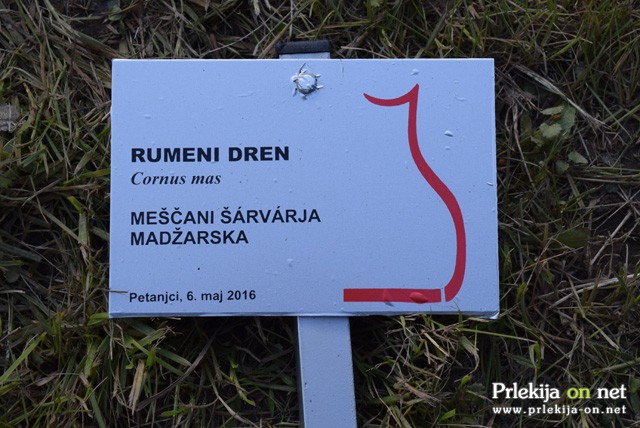 RUMENI DREN
Cornus mas
MEŠČANI ŠÁRVÁRJA
MADŽARSKA
Petanjci, 6. maj 2016
Prlekija on net
www.prlekija-on.net